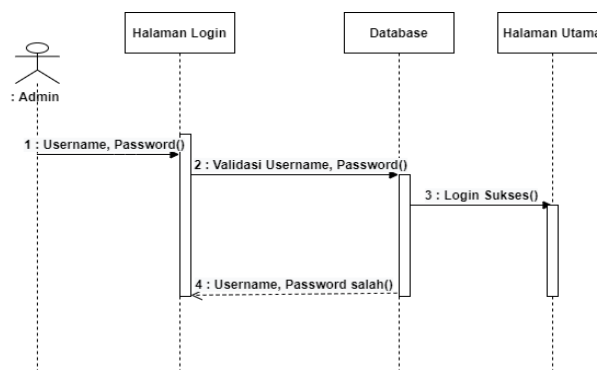 Halaman Login
Database
Halaman Utama
: Admin
1 : Username, Password()
2 : Validasi Username, Password()
3 : Login Sukses()
4 : Username, Password salah()